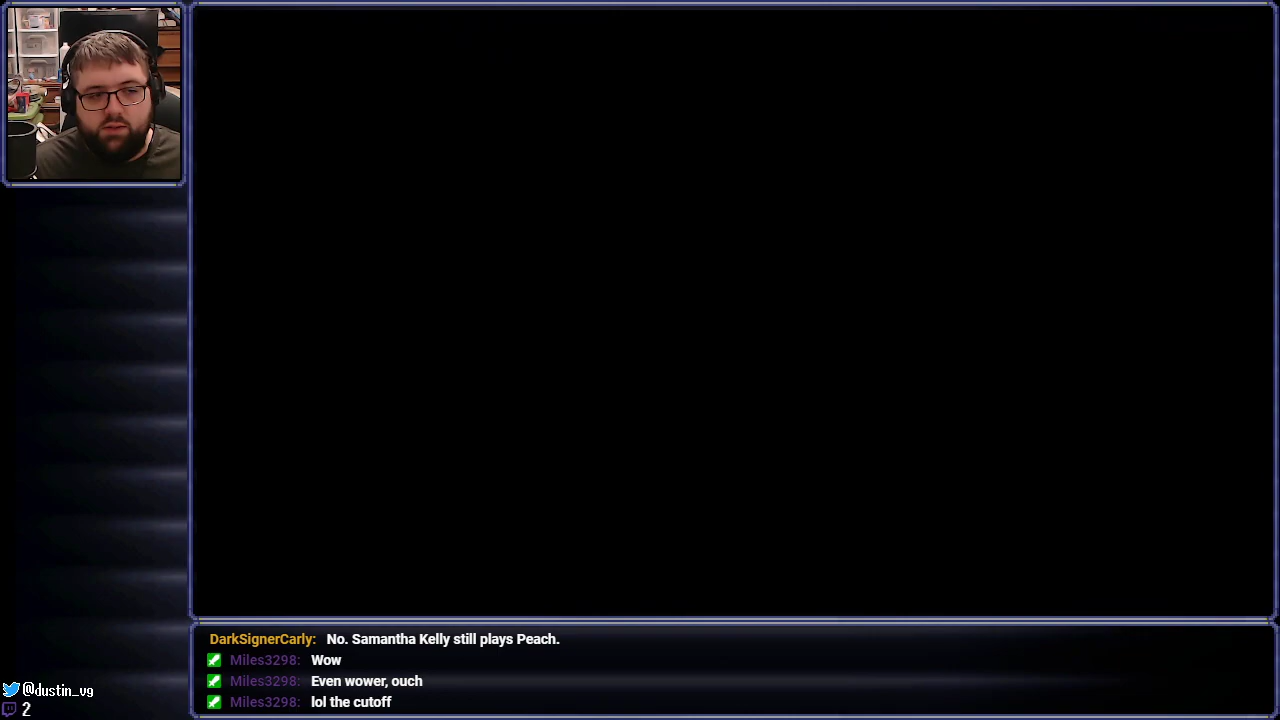 DarkSignerCarly: No. Samantha Kelly still plays Peach.
Miles3298: Wow
Miles3298: Even wower, ouch
Miles3298: lol the cutoff
@dustin_vg
2